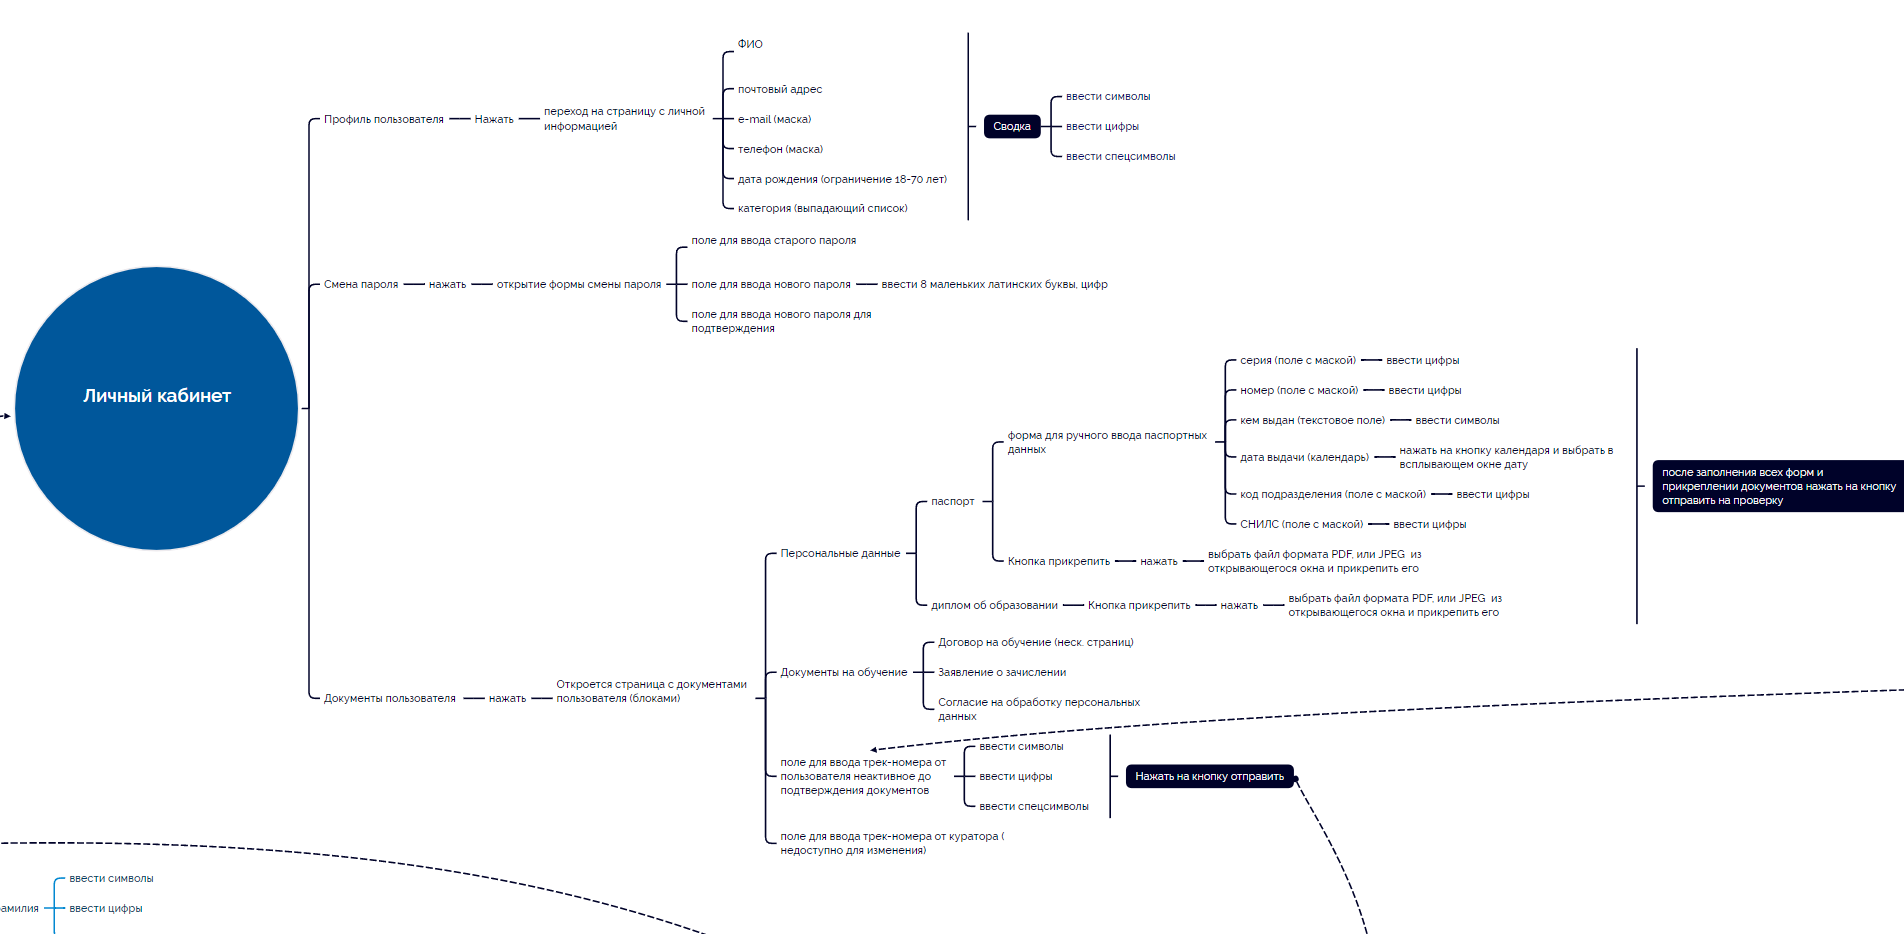 Личный кабинет
Профиль пользователя
Нажать
переход на страницу с личной
информацией
ФИО
почтовый адрес
e-mail (маска)
телефон (маска)
дата рождения (ограничение 18-70 лет)
категория (выпадающий список)
Сводка
ввести символы
ввести цифры
ввести спецсимволы
Смена пароля
нажать
открытие формы смены пароля
поле для ввода старого пароля
поле для ввода нового пароля
ввести 8 маленьких латинских буквы, цифр
поле для ввода нового пароля для
подтверждения
Документы пользователя
нажать
Откроется страница с документами
пользователя (блоками)
Персональные данные
паспорт
форма для ручного ввода паспортных
данных
серия (поле с маской)
ввести цифры
номер (поле с маской)
ввести цифры
кем выдан (текстовое поле)
ввести символы
дата выдачи (календарь)
нажать на кнопку календаря и выбрать в
всплывающем окне дату
код подразделения (поле с маской)
ввести цифры
СНИЛС (поле с маской)
ввести цифры
Кнопка прикрепить
нажать
выбрать файл формата PDF, или JPEG из
открывающегося окна и прикрепить его
диплом об образовании
Кнопка прикрепить
нажать
выбрать файл формата PDF, или JPEG из
открывающегося окна и прикрепить его
после заполнения всех форм и
прикреплении документов нажать на кнопку
отправить на проверку
Документы на обучение
Договор на обучение (неск. страниц)
Заявление о зачислении
Согласие на обработку персональных
данных
поле для ввода трек-номера от
пользователя неактивное до
подтверждения документов
ввести символы
ввести цифры
ввести спецсимволы
Нажать на кнопку отправить
поле для ввода трек-номера от куратора (
недоступно для изменения)
амилия
ввести символы
ввести цифры